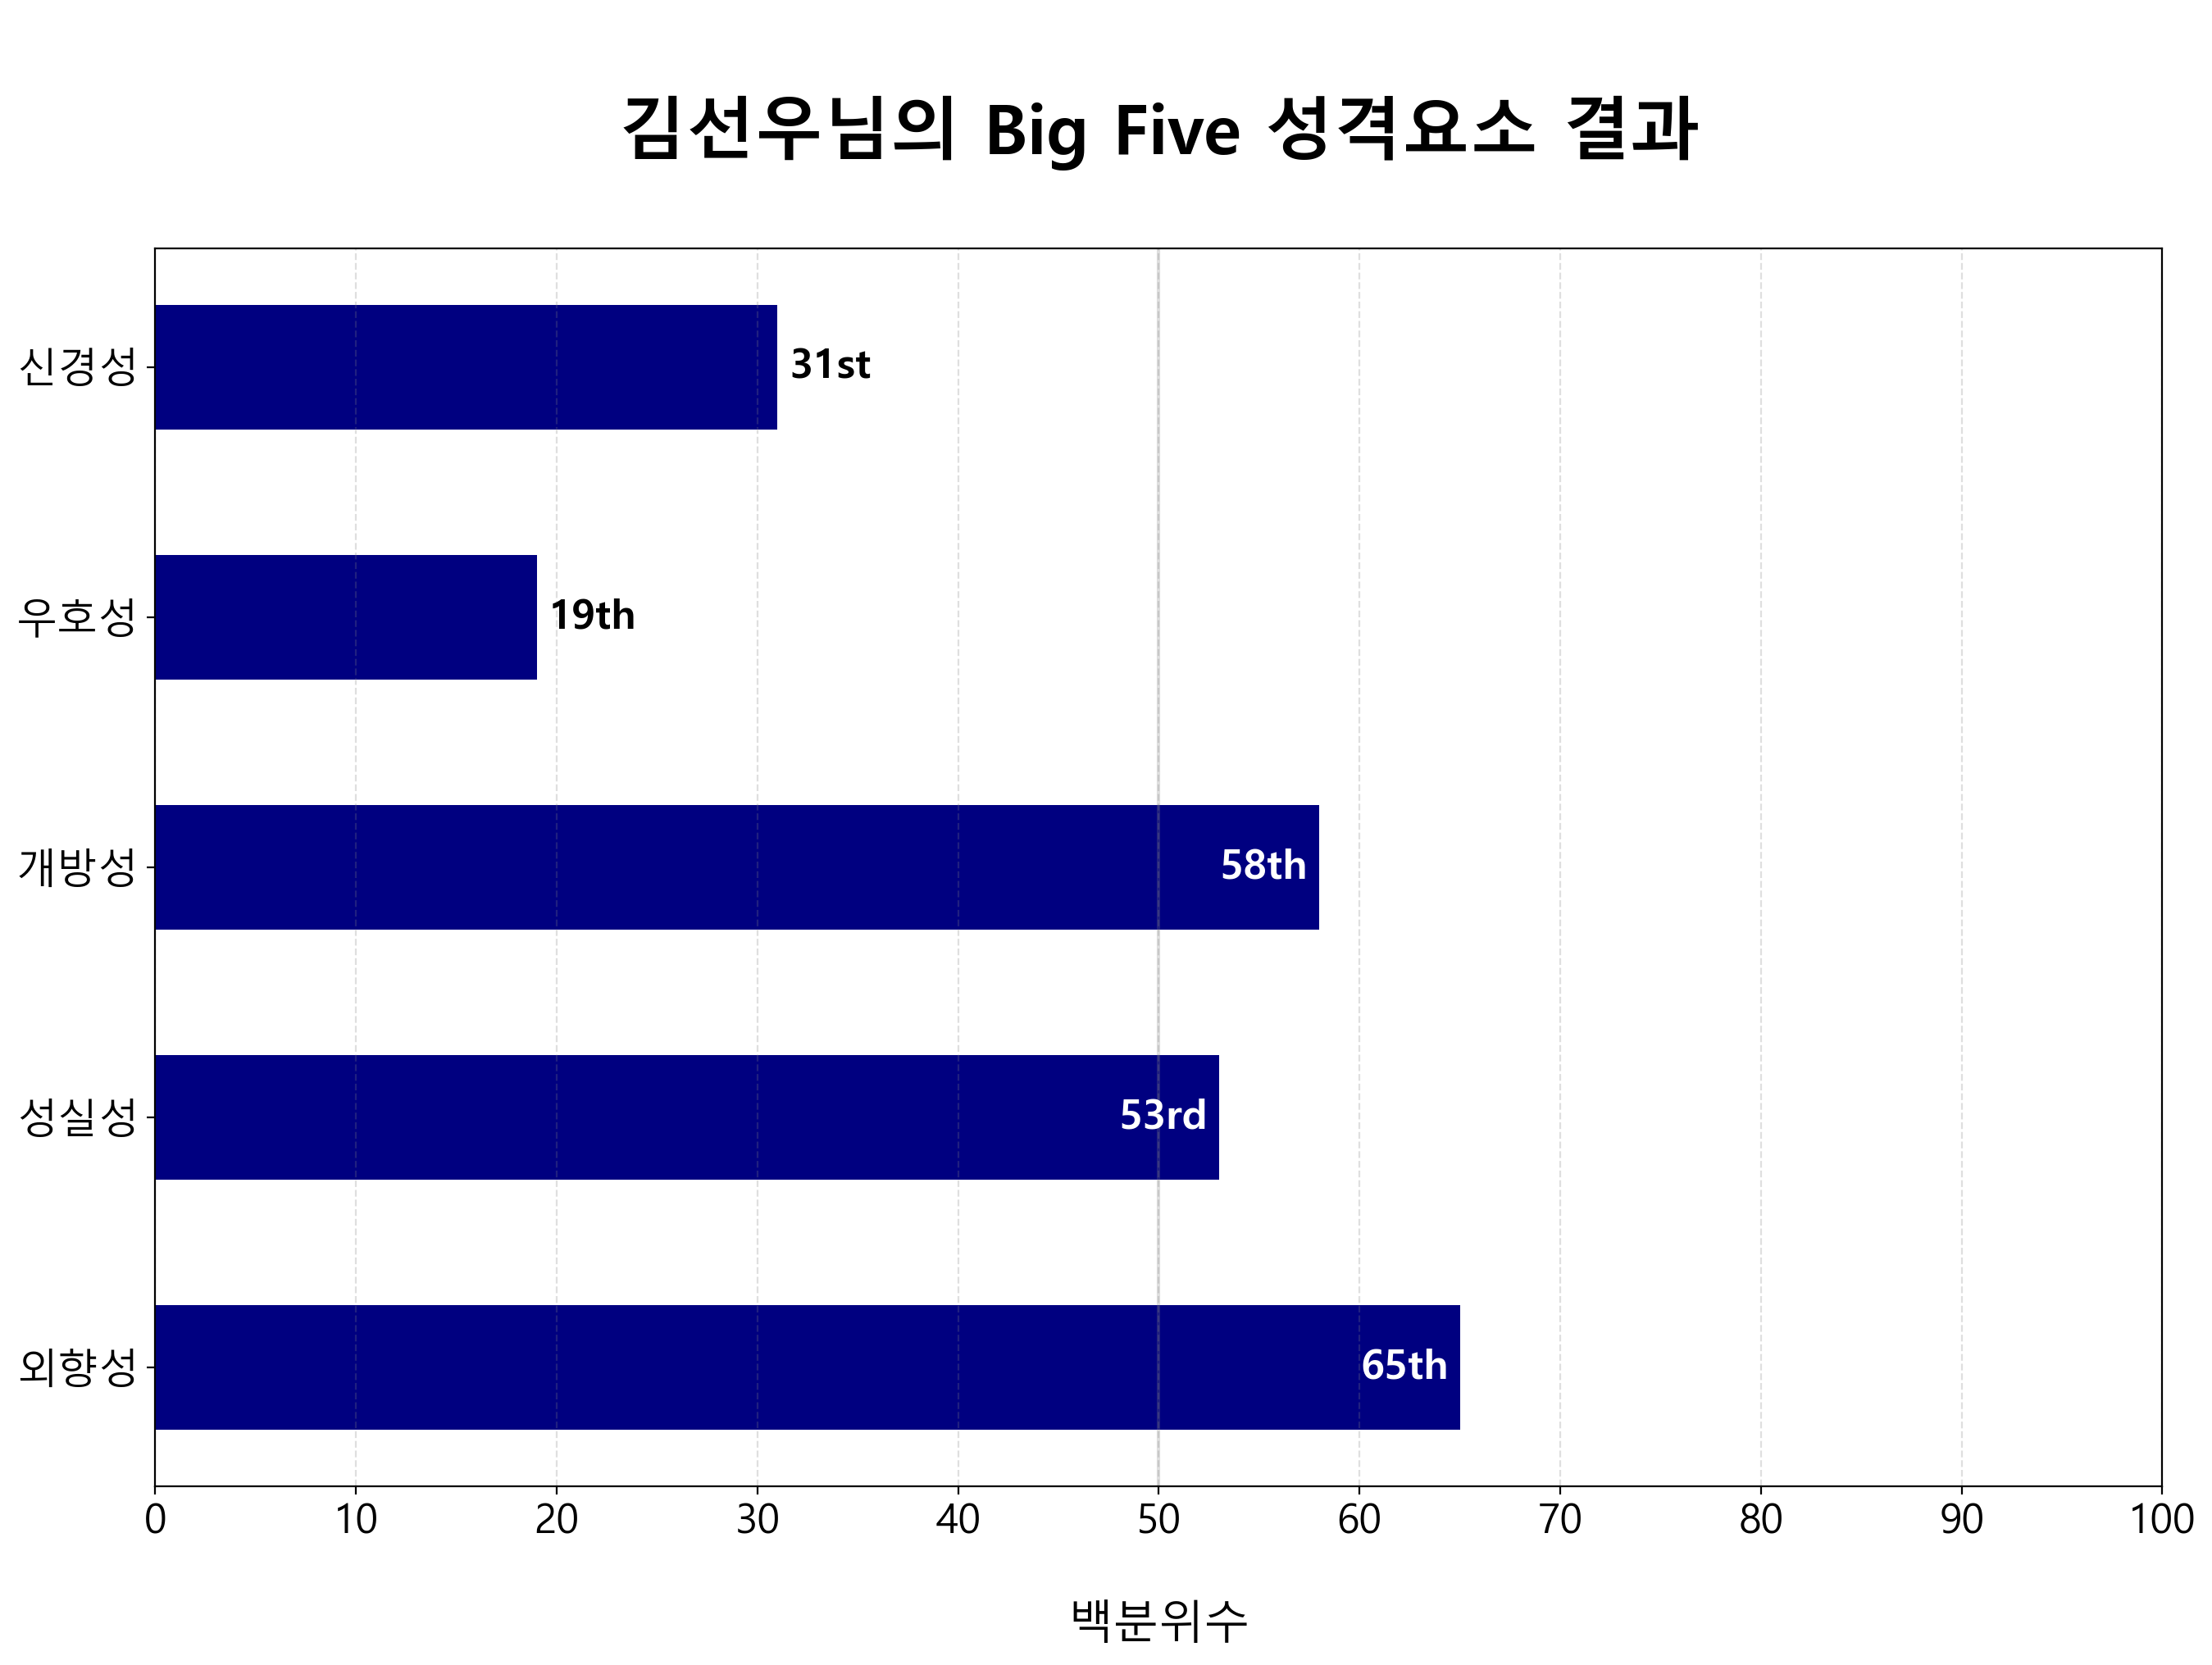 김선우님의 Big Five 성격요소 결과
신경성 31st
우호성 19th
개방성 58th
성실성 53rd
외향성 65th
0 10 20 30 40 50 60 70 80 90 100
백분위수